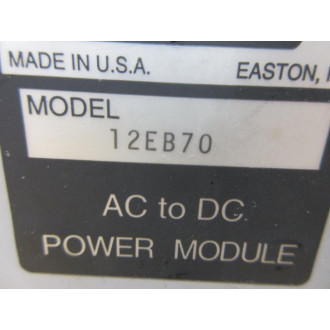 MADE IN U.S.A. EASTON,
MODEL
12EB70
AC to DC
POWER MODULE